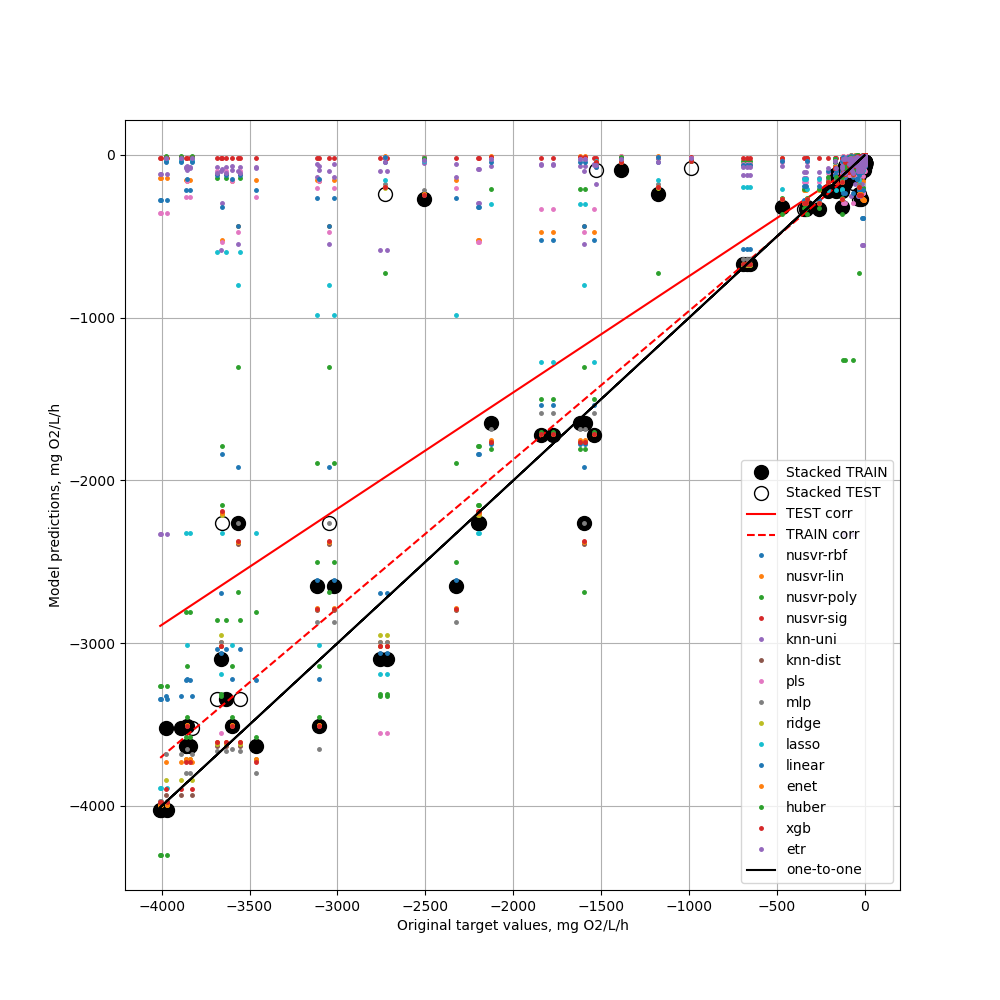 0
−1000
−2000
−3000
−4000
Model predictions, mg O2/L/h
−4000 −3500 −3000 −2500 −2000 −1500 −1000 −500 0
Original target values, mg O2/L/h
Stacked TRAIN
Stacked TEST
TEST corr
TRAIN corr
nusvr-rbf
nusvr-lin
nusvr-poly
nusvr-sig
knn-uni
knn-dist
pls
mlp
ridge
lasso
linear
enet
huber
xgb
etr
one-to-one